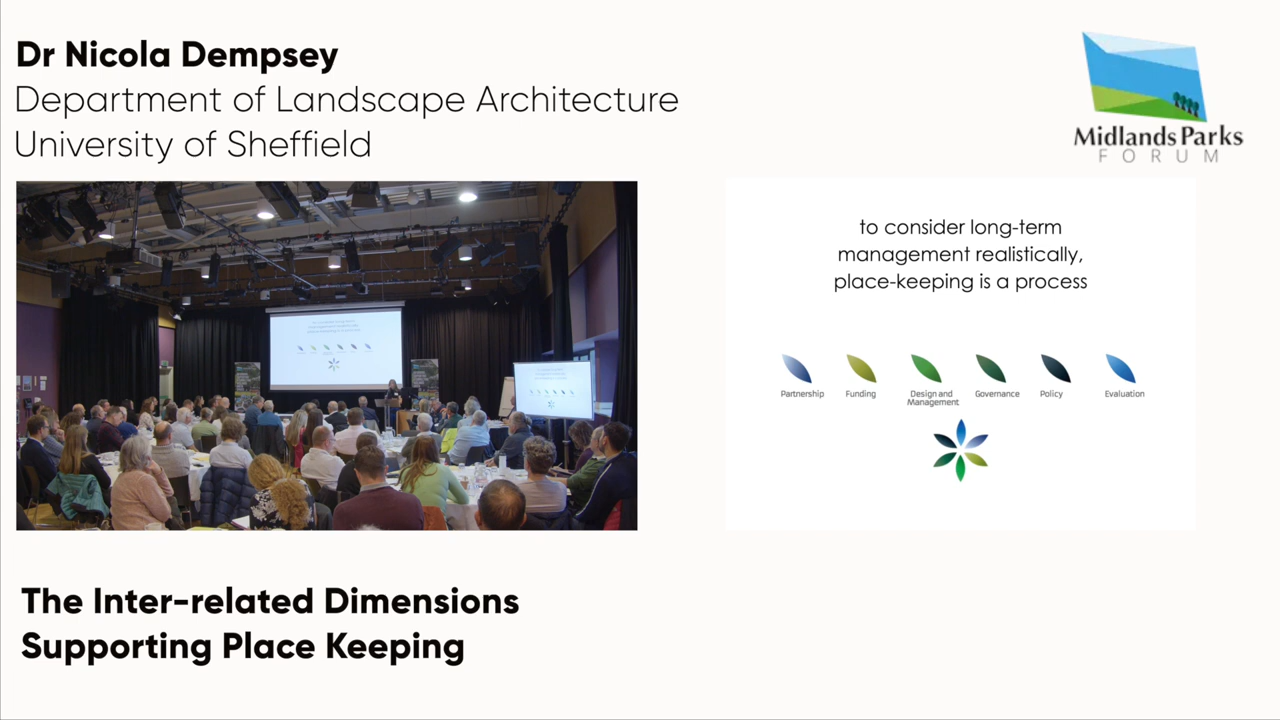 Dr Nicola Dempsey
Department of Landscape Architecture
University of Sheffield
Midlands Parks
FORUM
to consider long-term
management realistically,
place-keeping is a process
Partnership
Funding
Design and
Management
Governance
Policy
Evaluation
The Inter-related Dimensions
Supporting Place Keeping